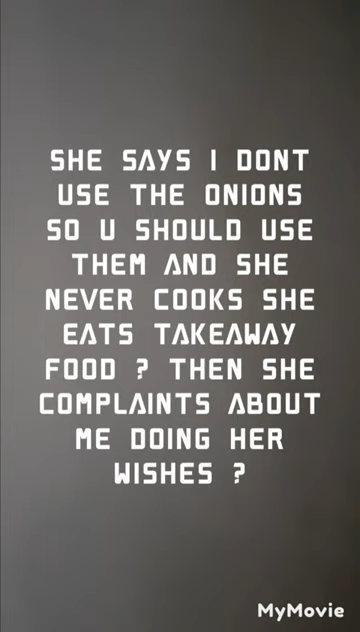 SHE SAYS I DONT
USE THE ONIONS
SO U SHOULD USE
THEM AND SHE
NEVER COOKS SHE
EATS TAKEAWAY
FOOD ? THEN SHE
COMPLAINTS ABOUT
ME DOING HER
WISHES ?
MyMovie